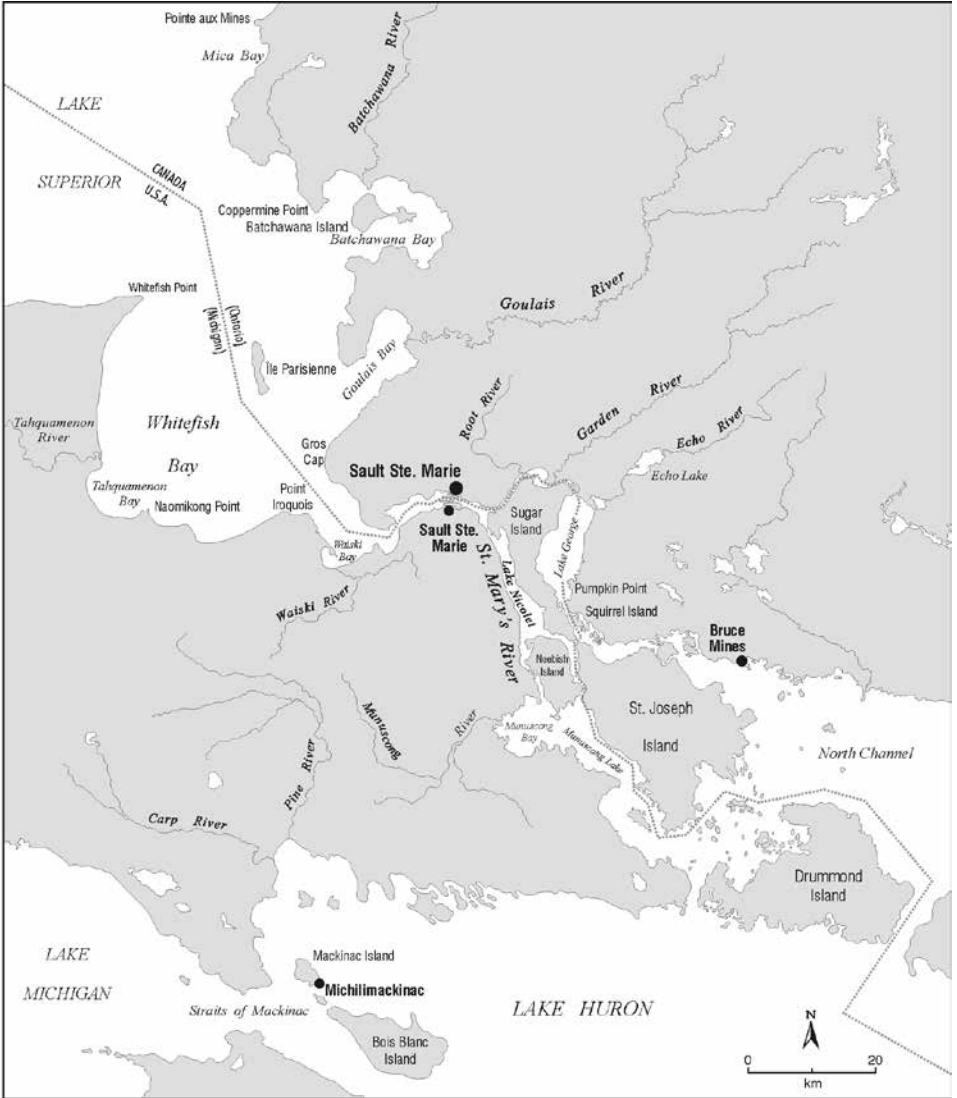 Pointe aux Mines
Mica Bay
Batchawana River
LAKE
SUPERIOR
CANADA
U.S.A.
Coppermine Point
Batchawana Island
Batchawana Bay
Whitefish Point
(Ontario)
(Michigan)
Goulais River
Île Parisienne
Goulais Bay
Root River
Garden River
Echo River
Echo Lake
Tahquamenon
River
Whitefish
Bay
Gros
Cap
Sault Ste. Marie
Tahquamenon
Bay
Naomikong Point
Point
Iroquois
Sault Ste.
Marie
Sugar
Island
Waiski
Bay
Lake George
St. Mary's River
Lake Nicolet
Waiski River
Pumpkin Point
Squirrel Island
Bruce
Mines
Neebish
Island
St. Joseph
Island
Munuscong
River
Munuscong
Bay
Munuscong Lake
North Channel
Pine River
Carp River
Drummond
Island
LAKE
MICHIGAN
Mackinac Island
Michilimackinac
Straits of Mackinac
LAKE HURON
Bois Blanc
Island
N
0 20
km